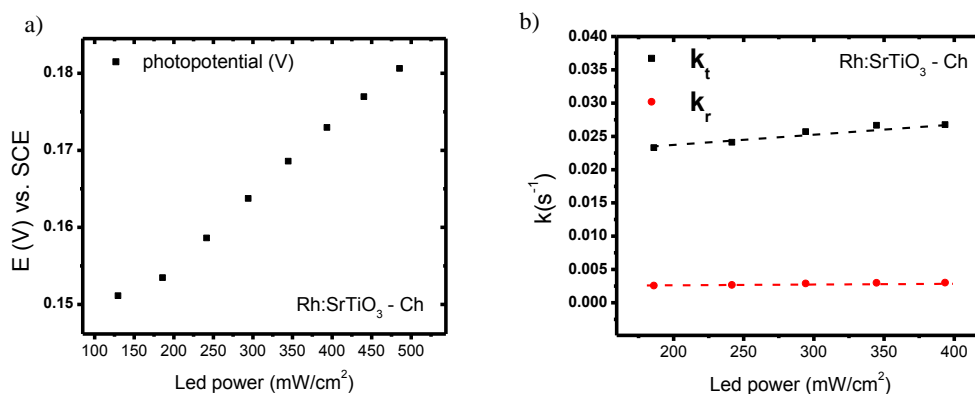 a)
photopotential (V)
0.18
0.17
0.16
0.15
E (V) vs. SCE
Rh:SrTiO₃ - Ch
100 150 200 250 300 350 400 450 500
Led power (mW/cm²)
b)
0.040
0.035
0.030
0.025
0.020
0.015
0.010
0.005
0.000
k(s⁻¹)
kₜ
kᵣ
Rh:SrTiO₃ - Ch
200 250 300 350 400
Led power (mW/cm²)